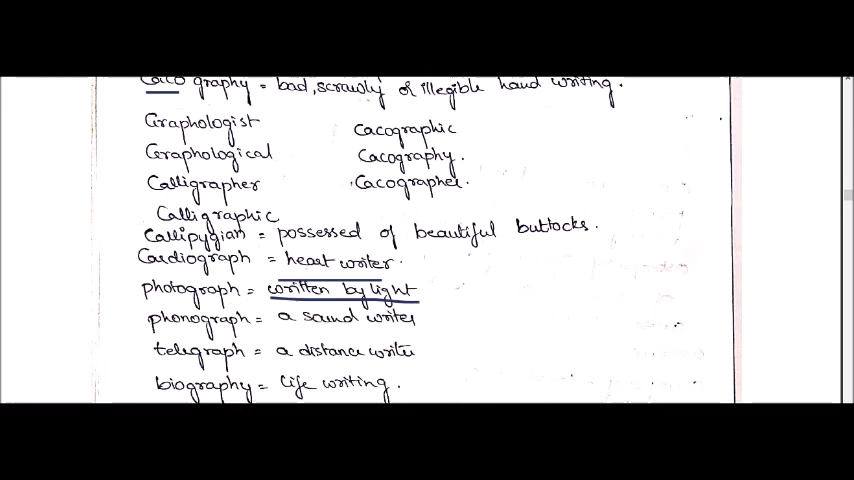 Cacography = bad, scrawly or illegible hand writing.
Graphologist Cacographic
Graphological Cacography.
Calligrapher Cacographer.
Calligraphic
Callipygian = possessed of beautiful buttocks.
Cardiograph = heart writer.
photograph = written by light
phonograph = a sound writer
telegraph = a distance writer
biography = life writing.